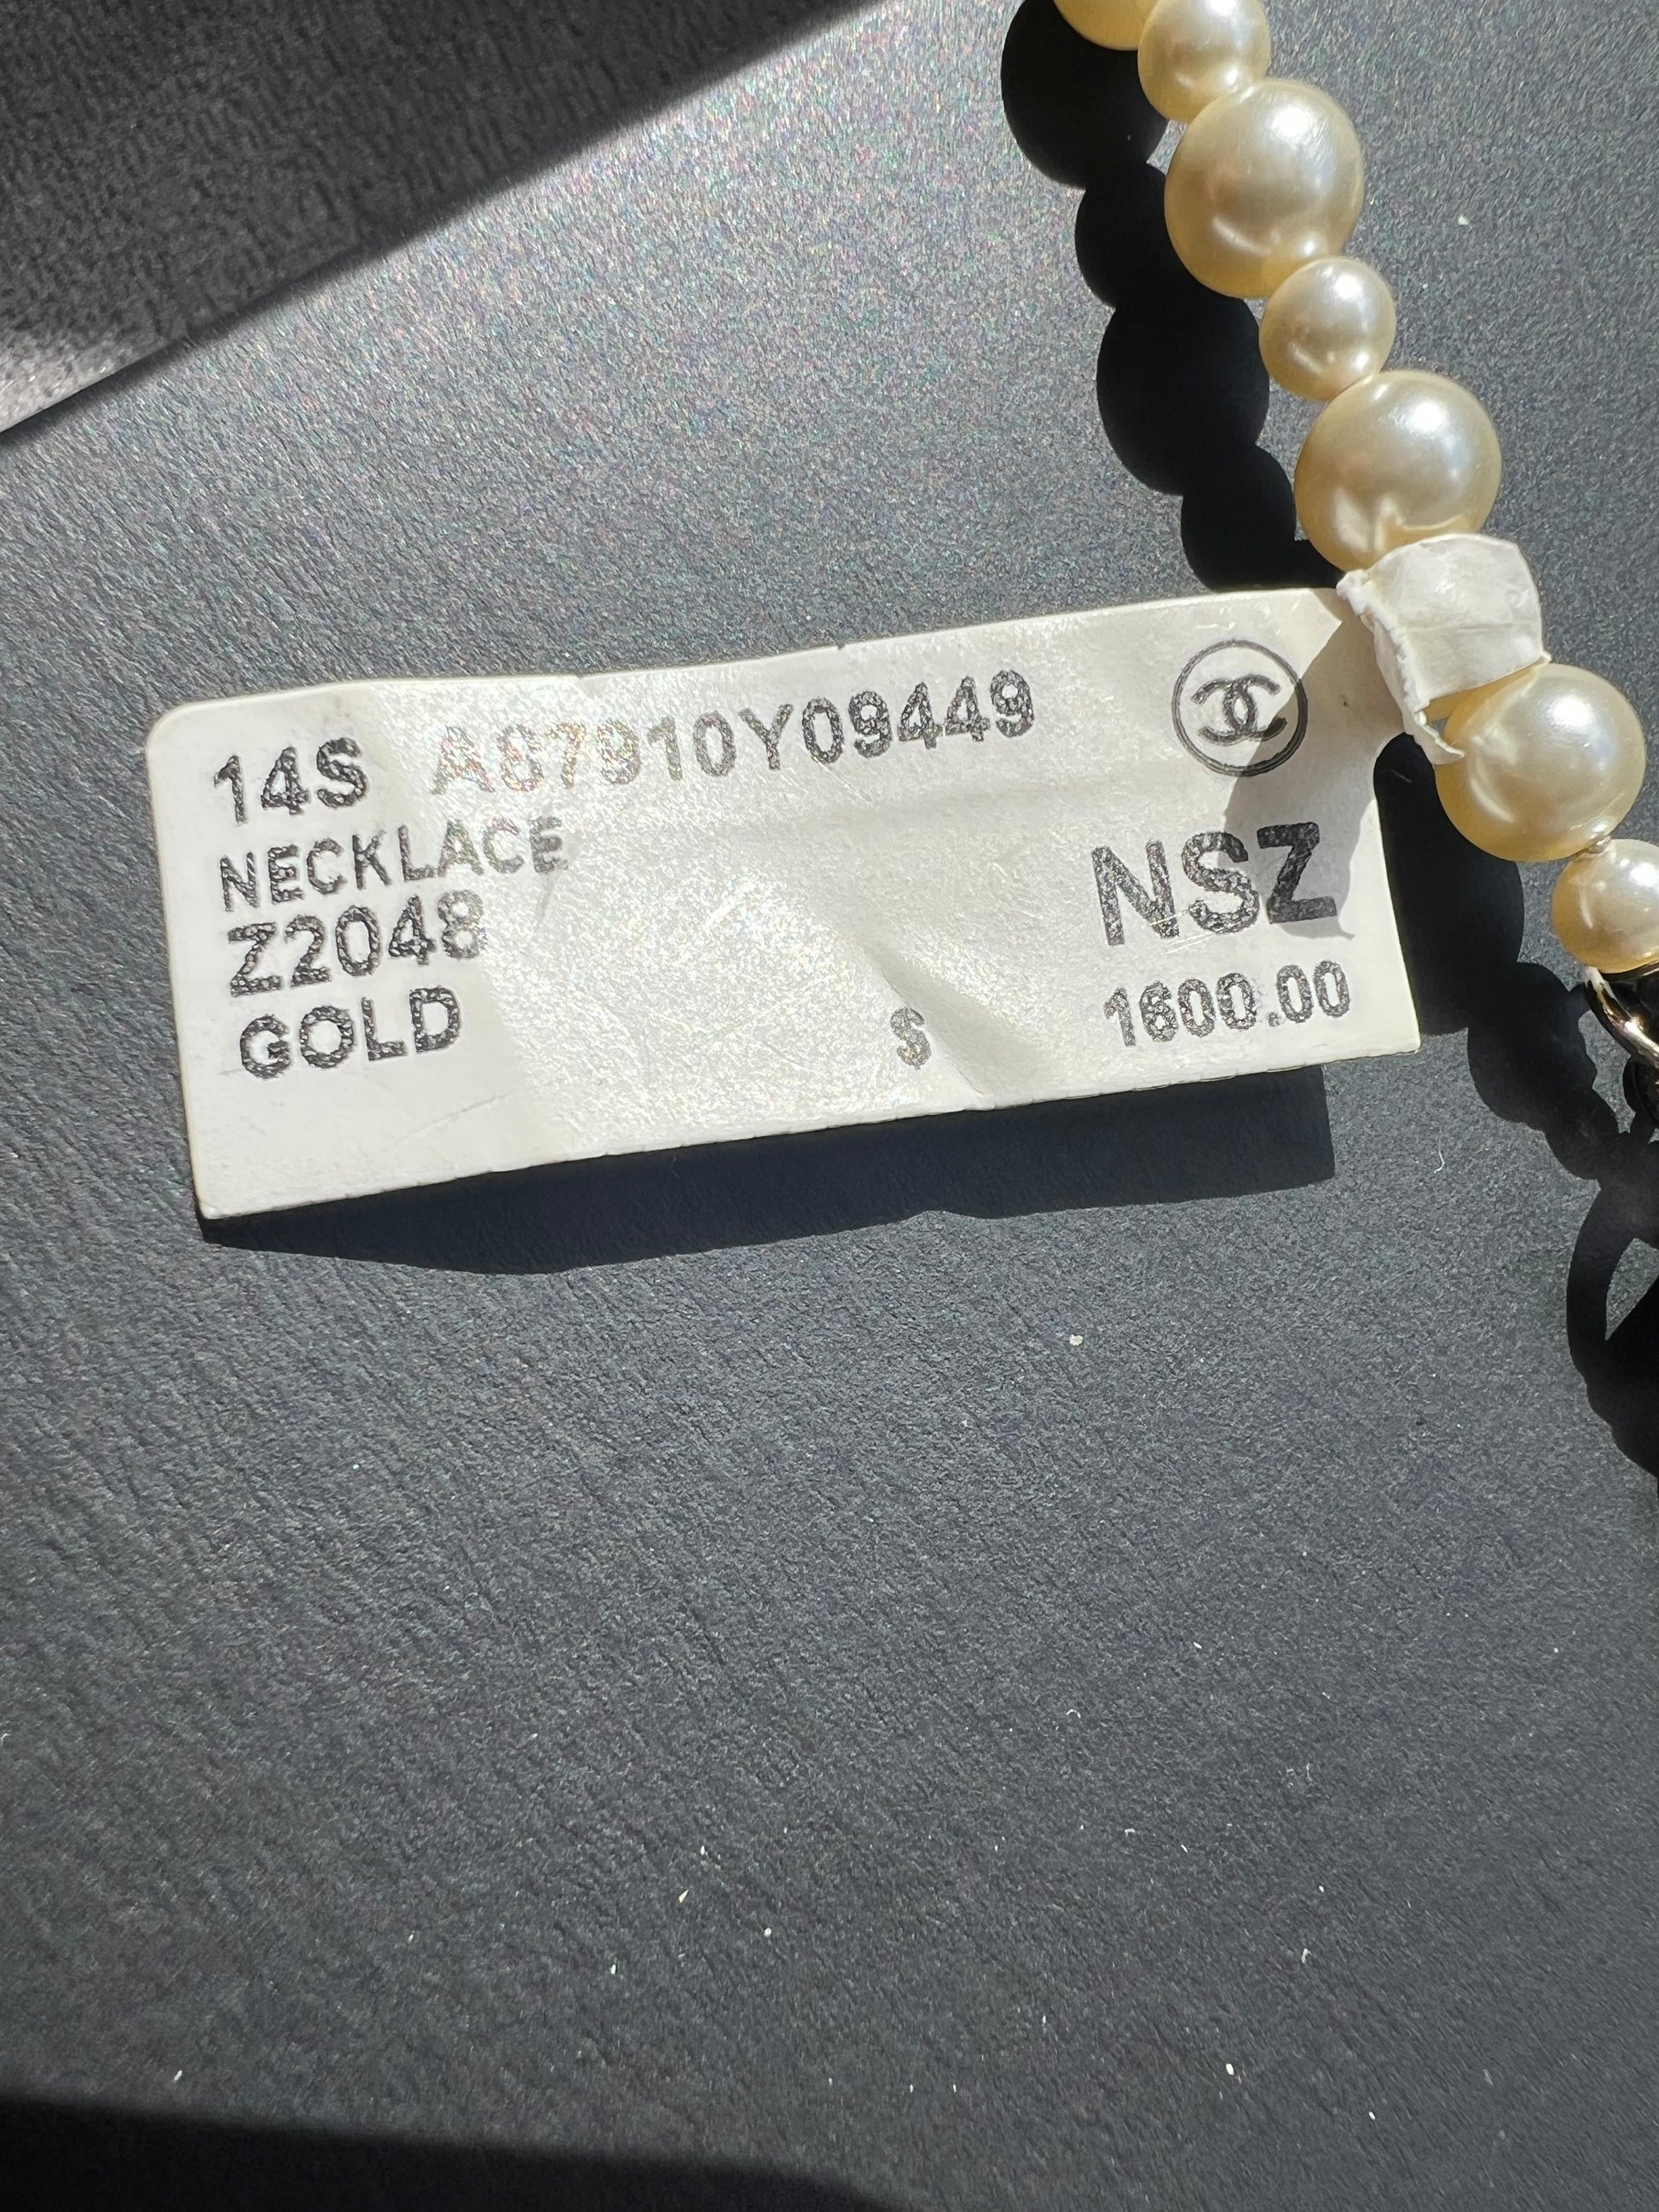 14S A87910Y09449
NECKLACE NSZ
Z2048
GOLD $ 1600.00